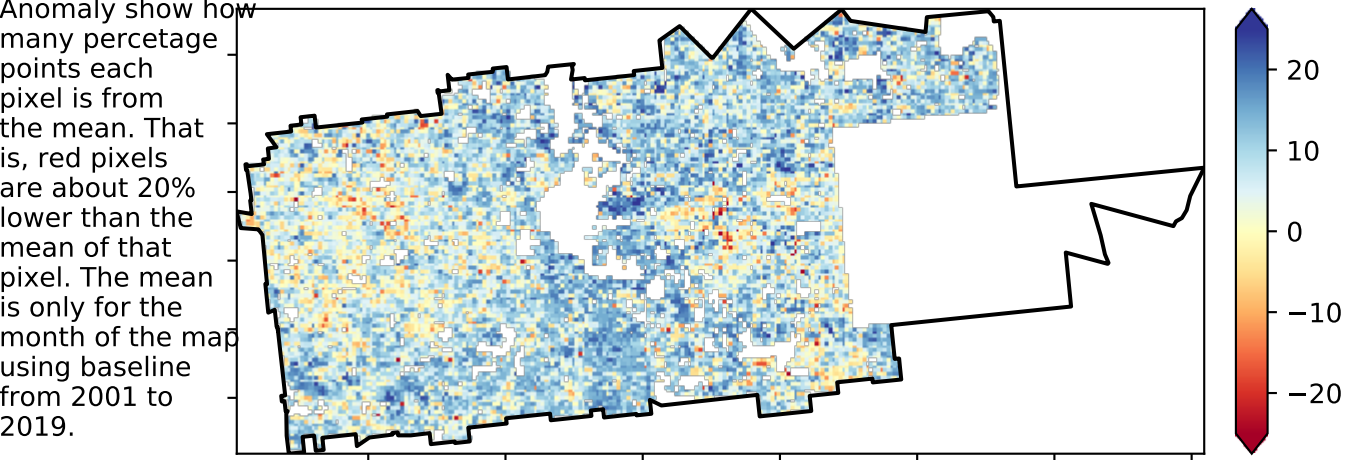 Anomaly show how
many percetage
points each
pixel is from
the mean. That
is, red pixels
are about 20%
lower than the
mean of that
pixel. The mean
is only for the
month of the map
using baseline
from 2001 to
2019.
20
10
0
−10
−20